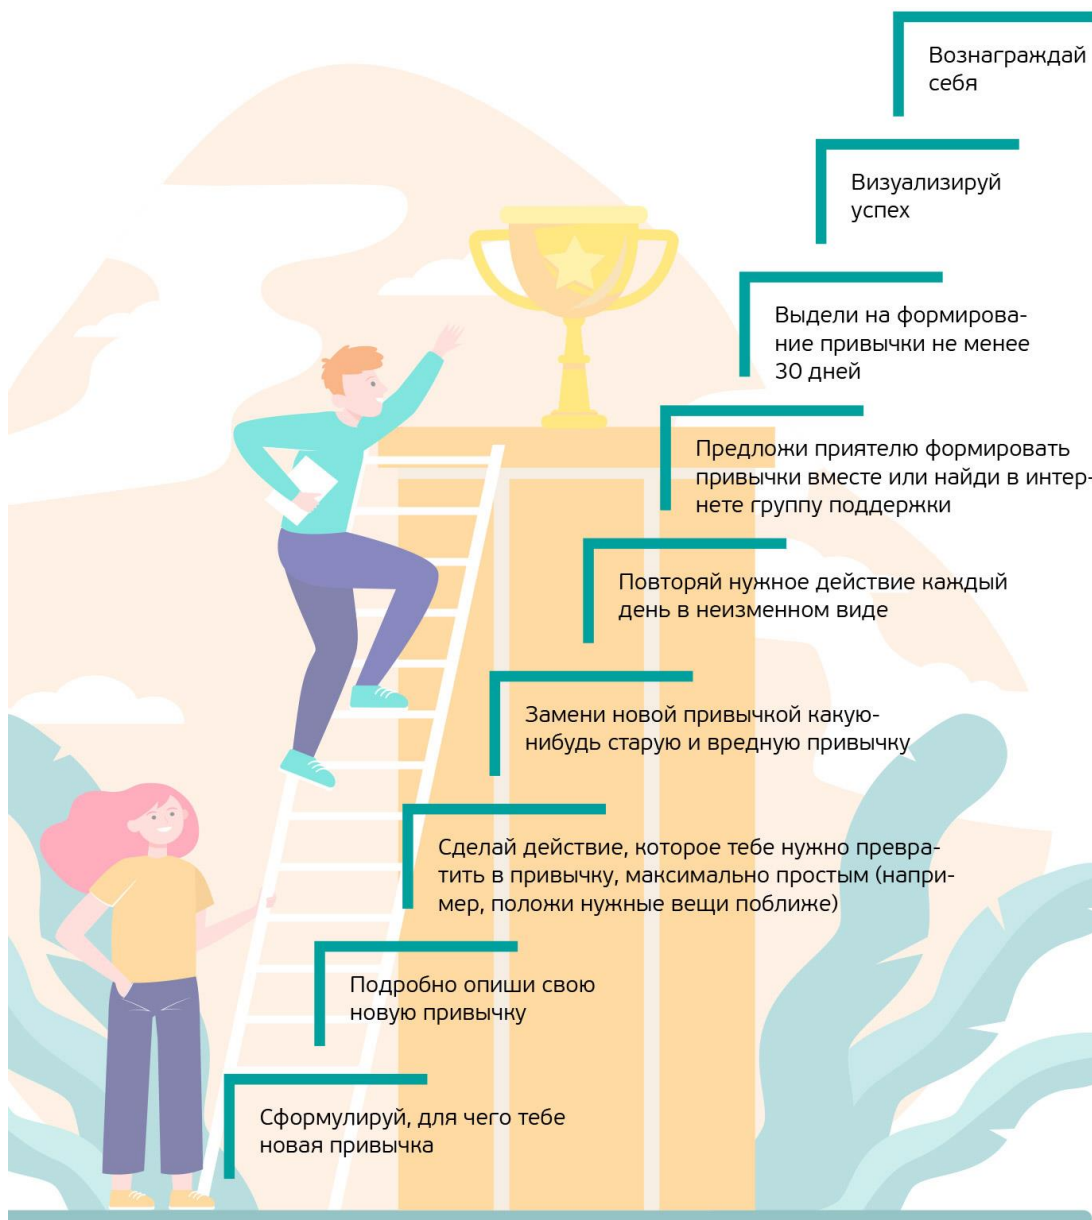 Вознаграждай
себя
Визуализируй
успех
Выдели на формирова-
ние привычки не менее
30 дней
Предложи приятелю формировать
привычки вместе или найди в интер-
нете группу поддержки
Повторяй нужное действие каждый
день в неизменном виде
Замени новой привычкой какую-
нибудь старую и вредную привычку
Сделай действие, которое тебе нужно превра-
тить в привычку, максимально простым (напри-
мер, положи нужные вещи поближе)
Подробно опиши свою
новую привычку
Сформулируй, для чего тебе
новая привычка